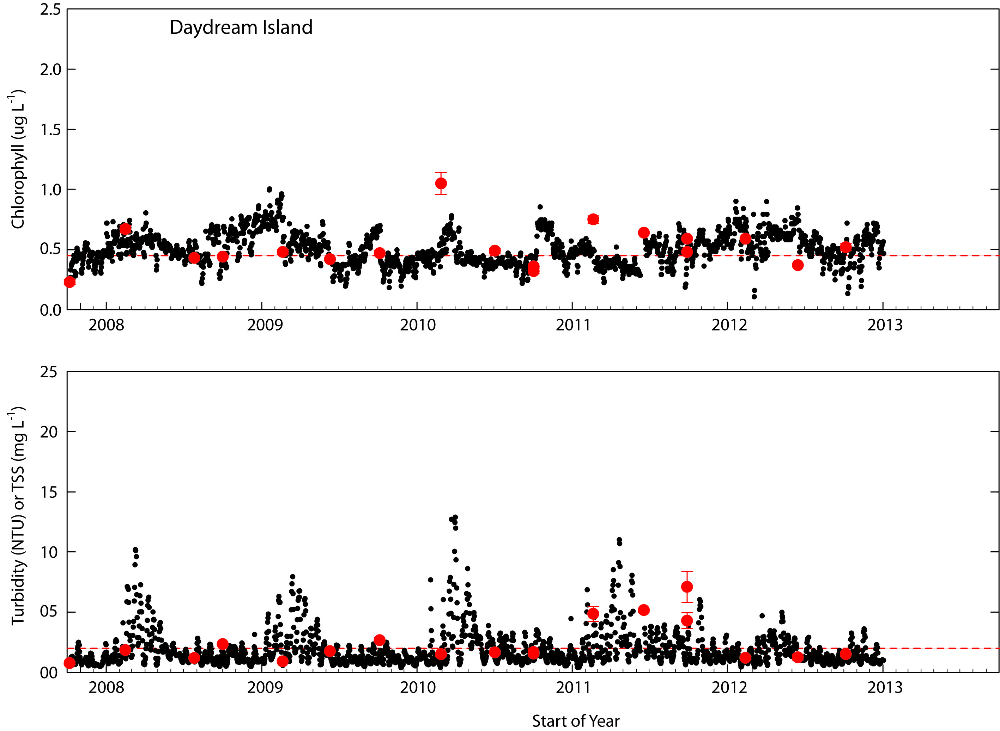 Daydream Island
Chlorophyll (ug L-1)
2.5
2.0
1.5
1.0
0.5
0.0
2008 2009 2010 2011 2012 2013
Turbidity (NTU) or TSS (mg L-1)
25
20
15
10
05
00
2008 2009 2010 2011 2012 2013
Start of Year